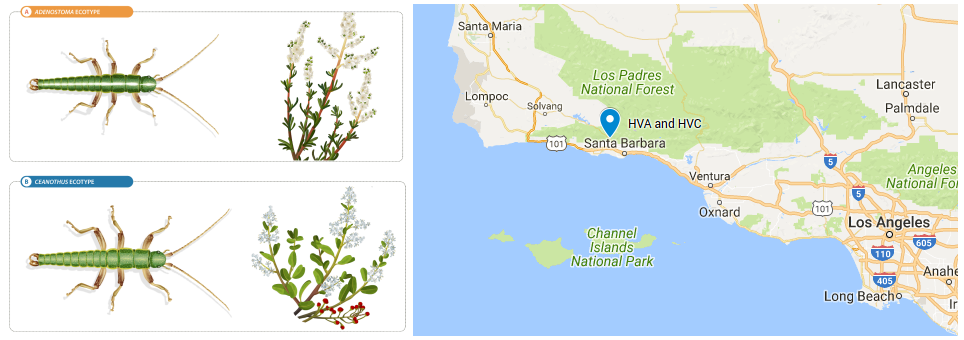 A ADENOSTOMA ECOTYPE
B CEANOTHUS ECOTYPE
Santa Maria
Los Padres
National Forest
Lancaster
Lompoc
Solvang
Palmdale
HVA and HVC
101
Santa Barbara
5
Angeles
National For
Ventura
5
Oxnard
101
Los Angeles
Channel
Islands
National Park
110
605
Anahe
405
Long Beach
Ir